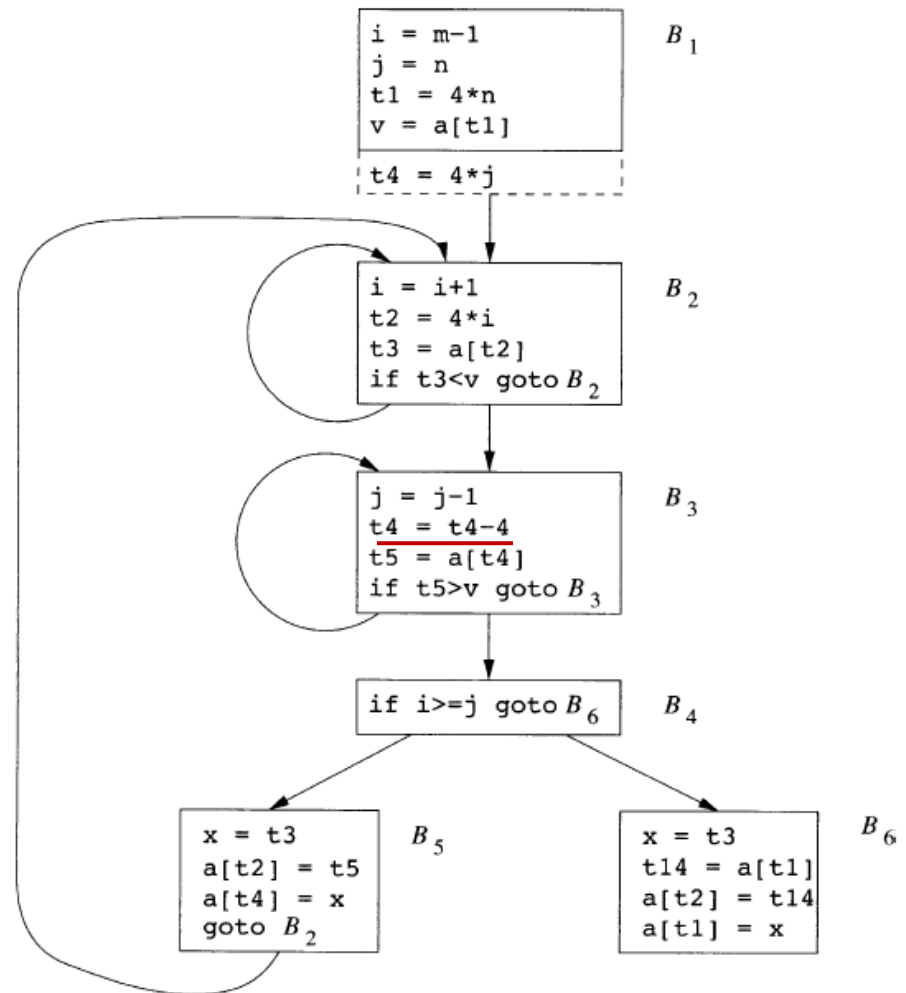 i = m-1
j = n
t1 = 4*n
v = a[t1]
t4 = 4*j
B1
i = i+1
t2 = 4*i
t3 = a[t2]
if t3<v goto B2
B2
j = j-1
t4 = t4-4
t5 = a[t4]
if t5>v goto B3
B3
if i>=j goto B6
B4
x = t3
a[t2] = t5
a[t4] = x
goto B2
B5
x = t3
t14 = a[t1]
a[t2] = t14
a[t1] = x
B6